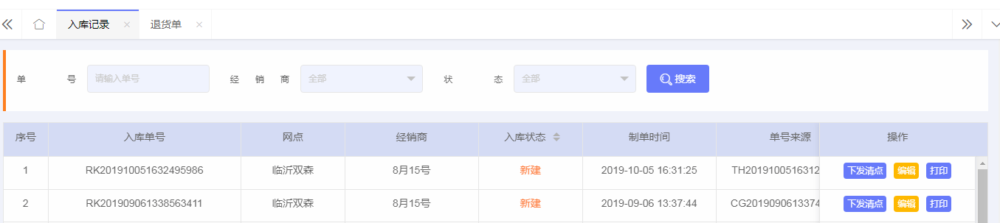 入库记录 × 退货单 ×
单 号 请输入单号 经 销 商 全部 状 态 全部 搜索
序号 入库单号 网点 经销商 入库状态 制单时间 单号来源 操作
1 RK201910051632495986 临沂双森 8月15号 新建 2019-10-05 16:31:25 TH2019100516312 下发清点 编辑 打印
2 RK201909061338563411 临沂双森 8月15号 新建 2019-09-06 13:37:44 CG2019090613374 下发清点 编辑 打印